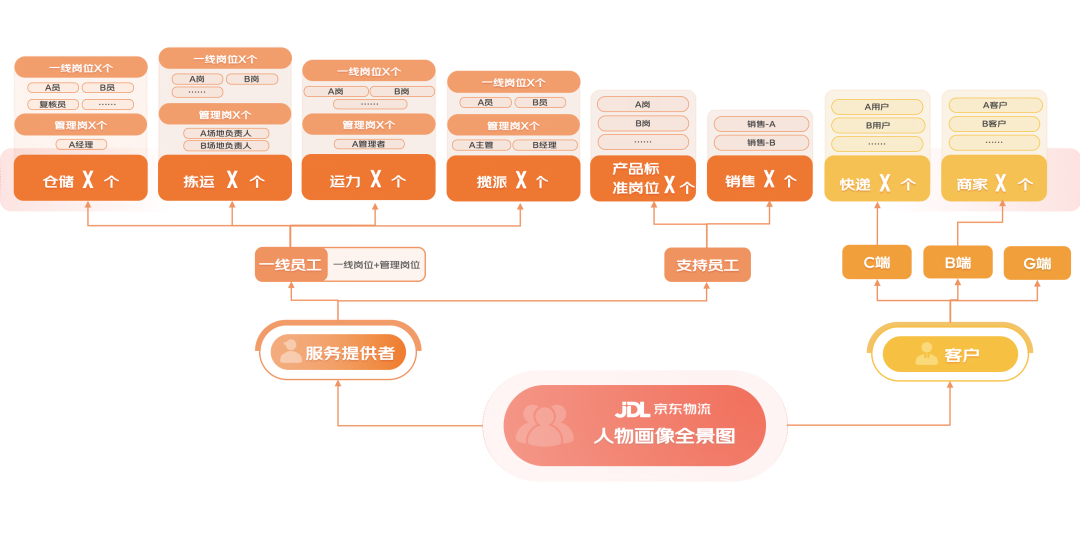 一线岗位X个
A员
B员
复核员
······
管理岗X个
A经理
仓储 X 个
一线岗位X个
A岗
B岗
······
管理岗X个
A场地负责人
B场地负责人
拣运 X 个
一线岗位X个
A岗
B岗
······
管理岗X个
A管理者
运力 X 个
一线岗位X个
A员
B员
管理岗X个
A主管
B经理
揽派 X 个
A岗
B岗
······
产品标
准岗位 X 个
销售-A
销售-B
销售 X 个
A用户
B用户
······
快递 X 个
A客户
B客户
······
商家 X 个
一线员工
一线岗位+管理岗位
支持员工
C端
B端
G端
服务提供者
客户
JDL 京东物流
人物画像全景图